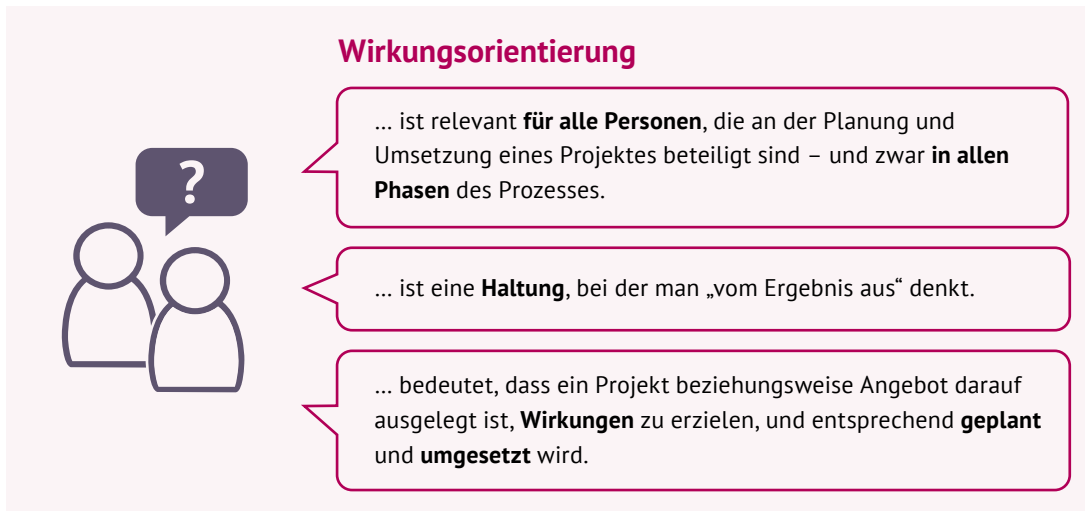 Wirkungsorientierung
?
… ist relevant für alle Personen, die an der Planung und
Umsetzung eines Projektes beteiligt sind – und zwar in allen
Phasen des Prozesses.
… ist eine Haltung, bei der man „vom Ergebnis aus“ denkt.
… bedeutet, dass ein Projekt beziehungsweise Angebot darauf
ausgelegt ist, Wirkungen zu erzielen, und entsprechend geplant
und umgesetzt wird.